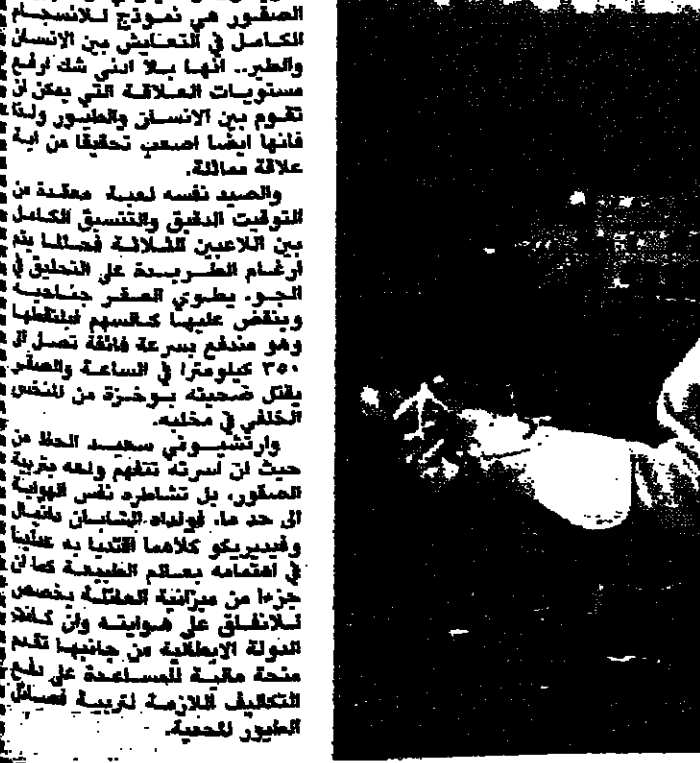 الصقور هي نموذج للانسجام
الكامل في التعايش بين الانسان
والطير.. انها بلا ادنى شك ارفع
مستويات العلاقة التي يمكن ان
تقوم بين الانسان والطيور ولذا
فانها ايضا اصعب تحقيقا من اية
علاقة مماثلة.
والصيد نفسه لعبة معقدة من
التوقيت الدقيق والتنسيق الكامل
بين اللاعبين الثلاثة فحالما يتم
ارغام الطريدة على التحليق في
الجو. يطوي الصقر جناحيه
وينقض عليها كالسهم فيلتقطها
وهو مندفع بسرعة فائقة تصل الى
٣٥٠ كيلومترا في الساعة والصقر
يقتل ضحيته بوخزة من
الخلفي في مخلبه.
وارتشيوني سعيد الحظ من
حيث ان اسرته تتفهم ولعه بتربية
الصقور، بل تشاطره نفس الهواية
الى حد ما، فولداه الشابان دانيال
وفيديريكو كلاهما اقتديا به
في اهتمامه بعالم الطبيعة كما ان
جزءا من ميزانية العائلة يخصص
للانفاق على هوايته وان كانت
الدولة الايطالية من جانبها تقدم
منحة مالية للمساعدة على دفع
التكاليف اللازمة لتربية فصائل
الطيور المحمية.